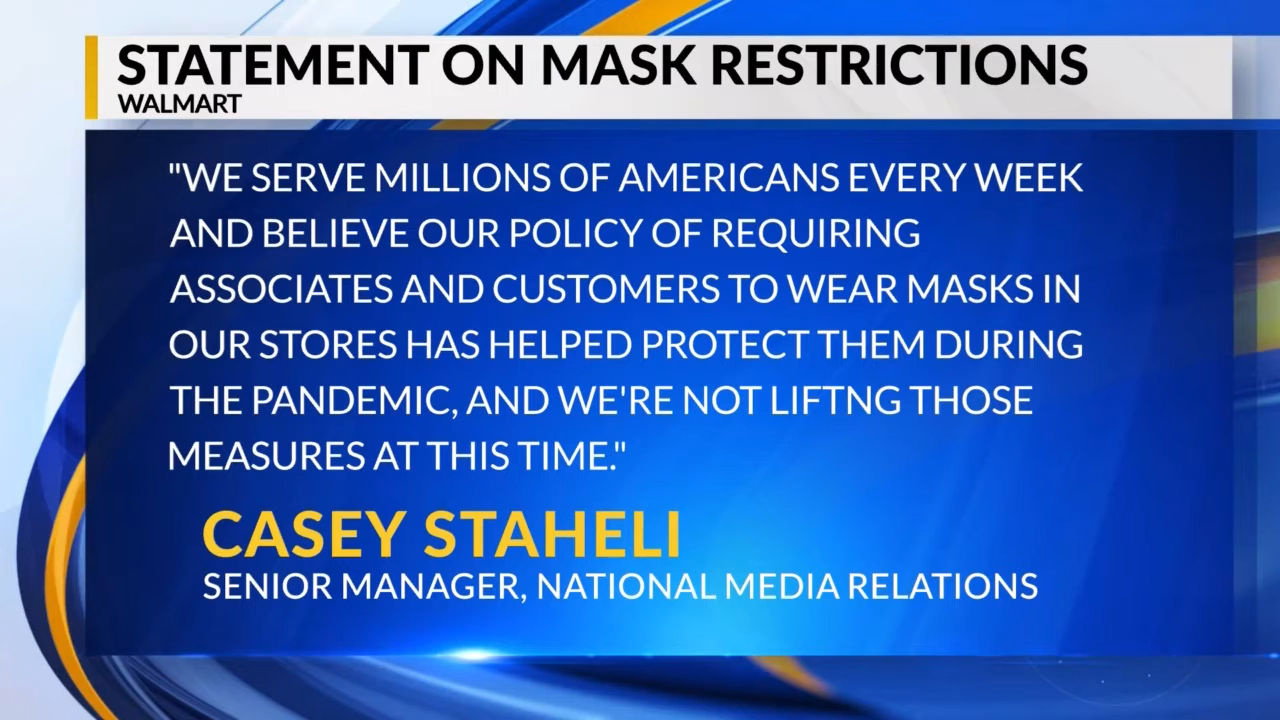 STATEMENT ON MASK RESTRICTIONS
WALMART
"WE SERVE MILLIONS OF AMERICANS EVERY WEEK
AND BELIEVE OUR POLICY OF REQUIRING
ASSOCIATES AND CUSTOMERS TO WEAR MASKS IN
OUR STORES HAS HELPED PROTECT THEM DURING
THE PANDEMIC, AND WE'RE NOT LIFTNG THOSE
MEASURES AT THIS TIME."
CASEY STAHELI
SENIOR MANAGER, NATIONAL MEDIA RELATIONS